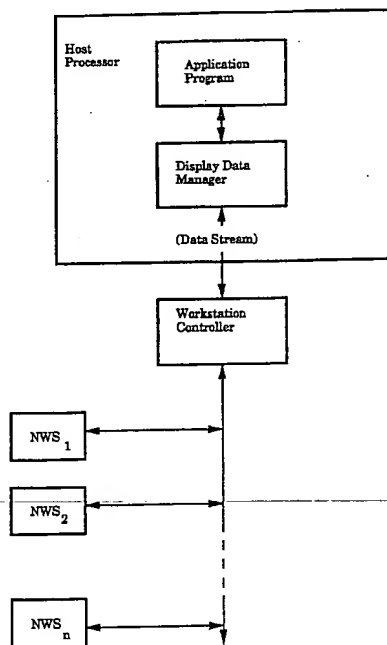 Host
Processor
Application
Program
Display Data
Manager
(Data Stream)
Workstation
Controller
NWS 1
NWS 2
NWS n